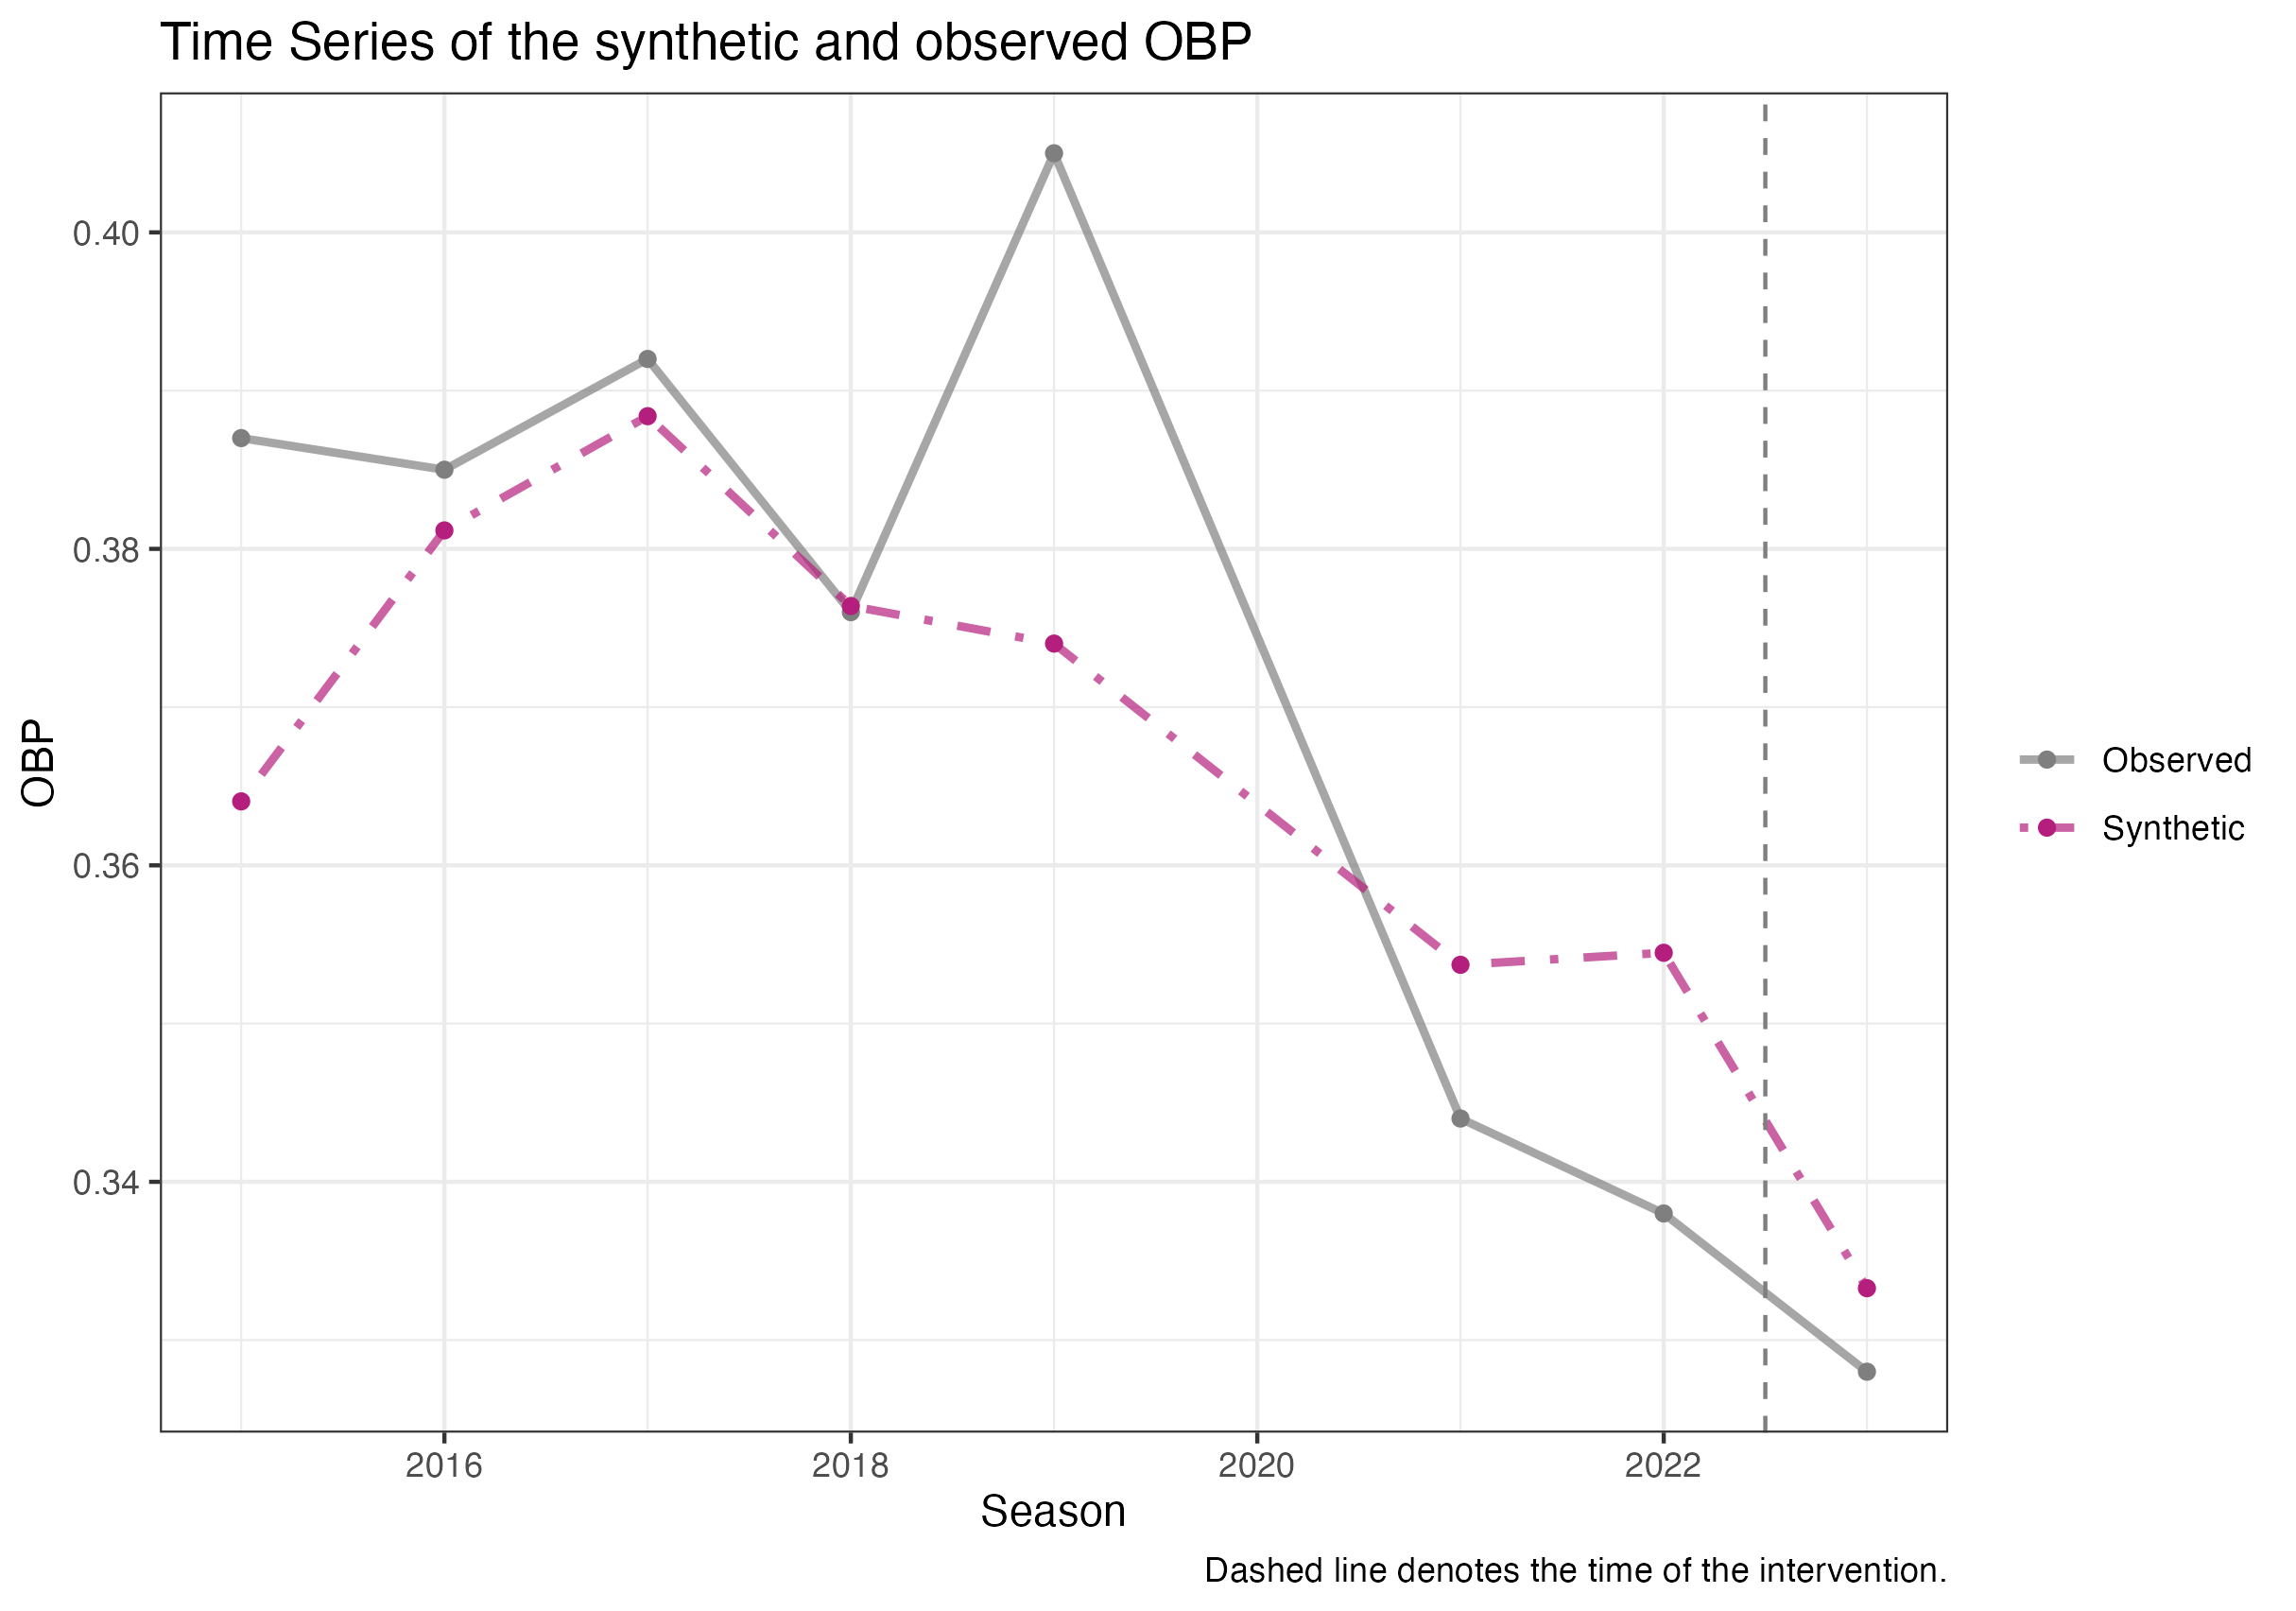 Time Series of the synthetic and observed OBP
0.40
0.38
0.36
0.34
OBP
2016 2018 2020 2022
Season
Observed
Synthetic
Dashed line denotes the time of the intervention.